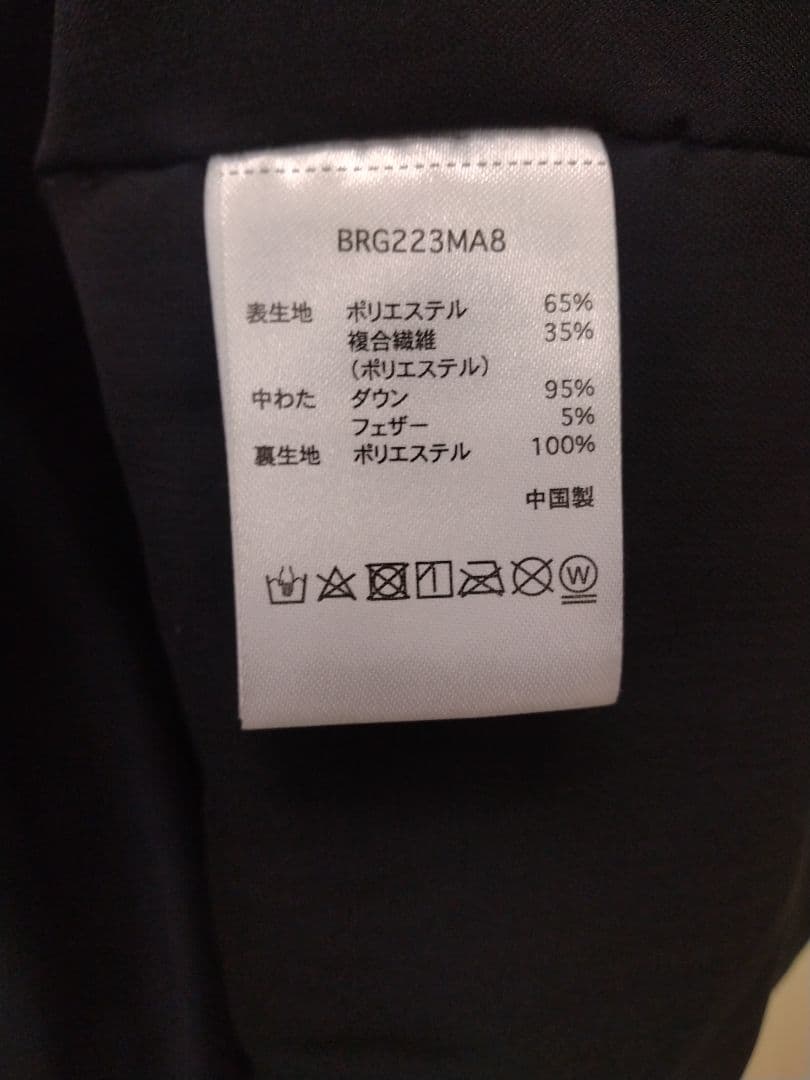 BRG223MA8
表生地 ポリエステル 65%
複合繊維 35%
(ポリエステル)
中わた ダウン 95%
フェザー 5%
裏生地 ポリエステル 100%
中国製
W